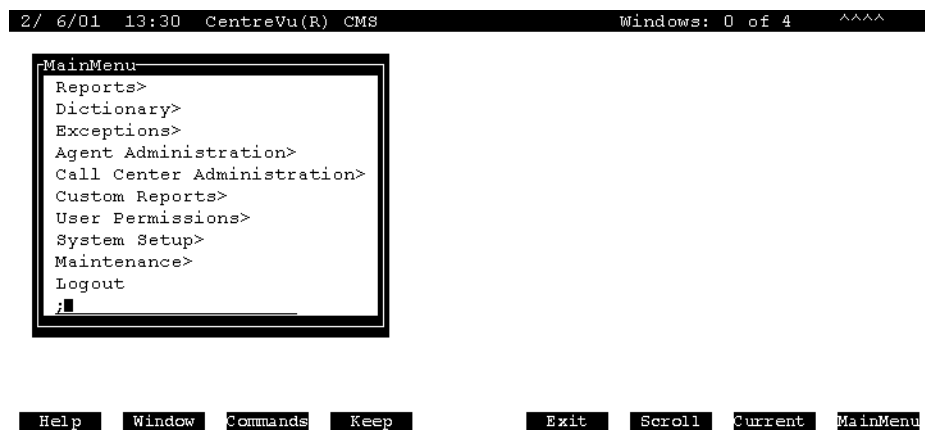 2/ 6/01 13:30 CentreVu(R) CMS Windows: 0 of 4 ^^^^
MainMenu
Reports>
Dictionary>
Exceptions>
Agent Administration>
Call Center Administration>
Custom Reports>
User Permissions>
System Setup>
Maintenance>
Logout
;
Help Window Commands Keep Exit Scroll Current MainMenu